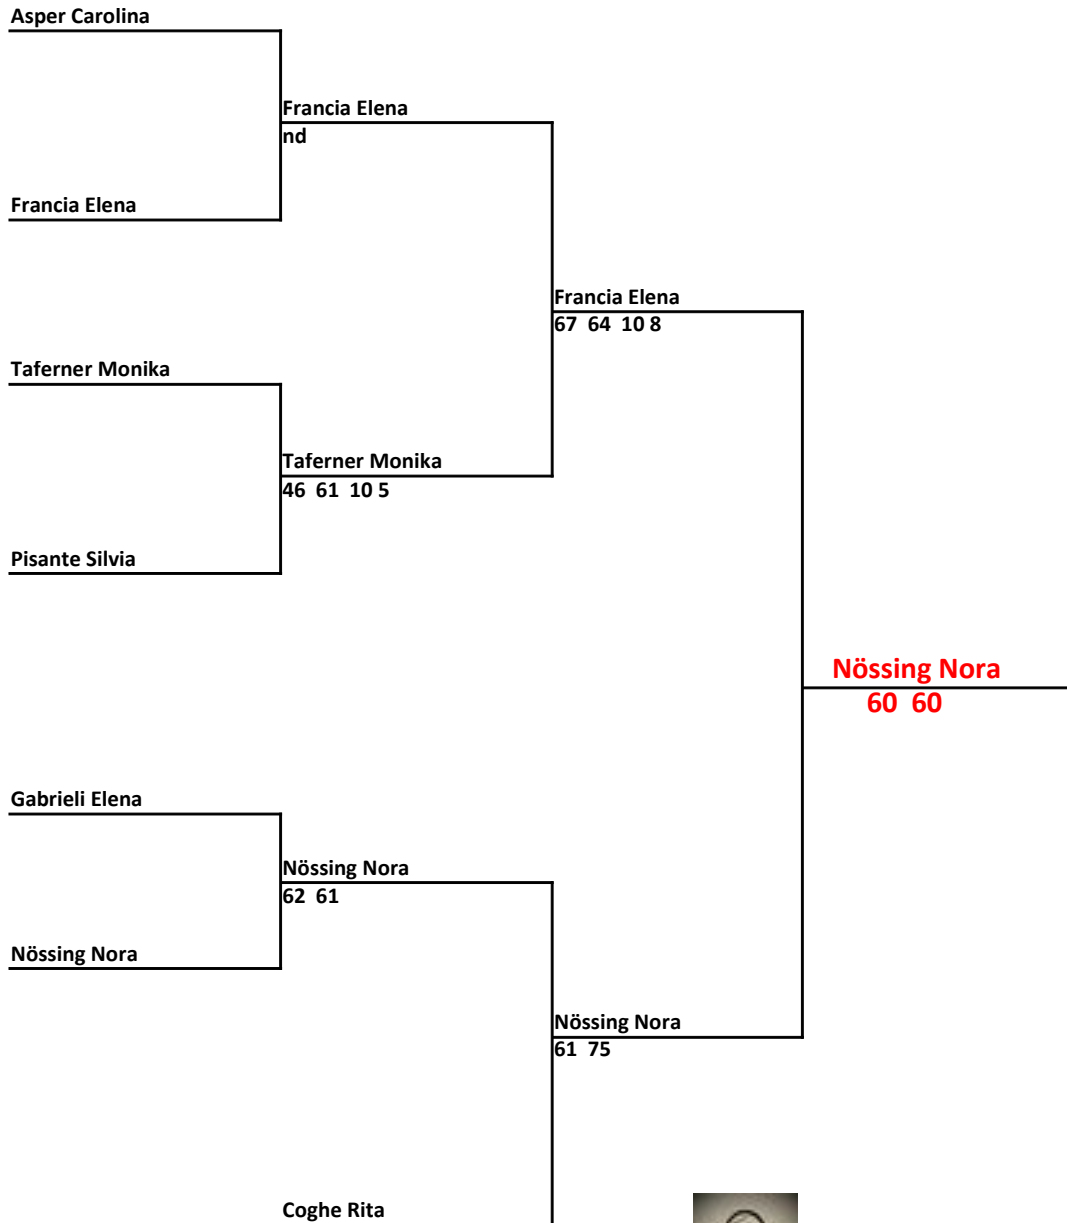 Asper Carolina
Francia Elena
nd
Francia Elena
Francia Elena
67  64  10 8
Taferner Monika
Taferner Monika
46  61  10 5
Pisante Silvia
Nössing Nora
60  60
Gabrieli Elena
Nössing Nora
62  61
Nössing Nora
Nössing Nora
61  75
Coghe Rita